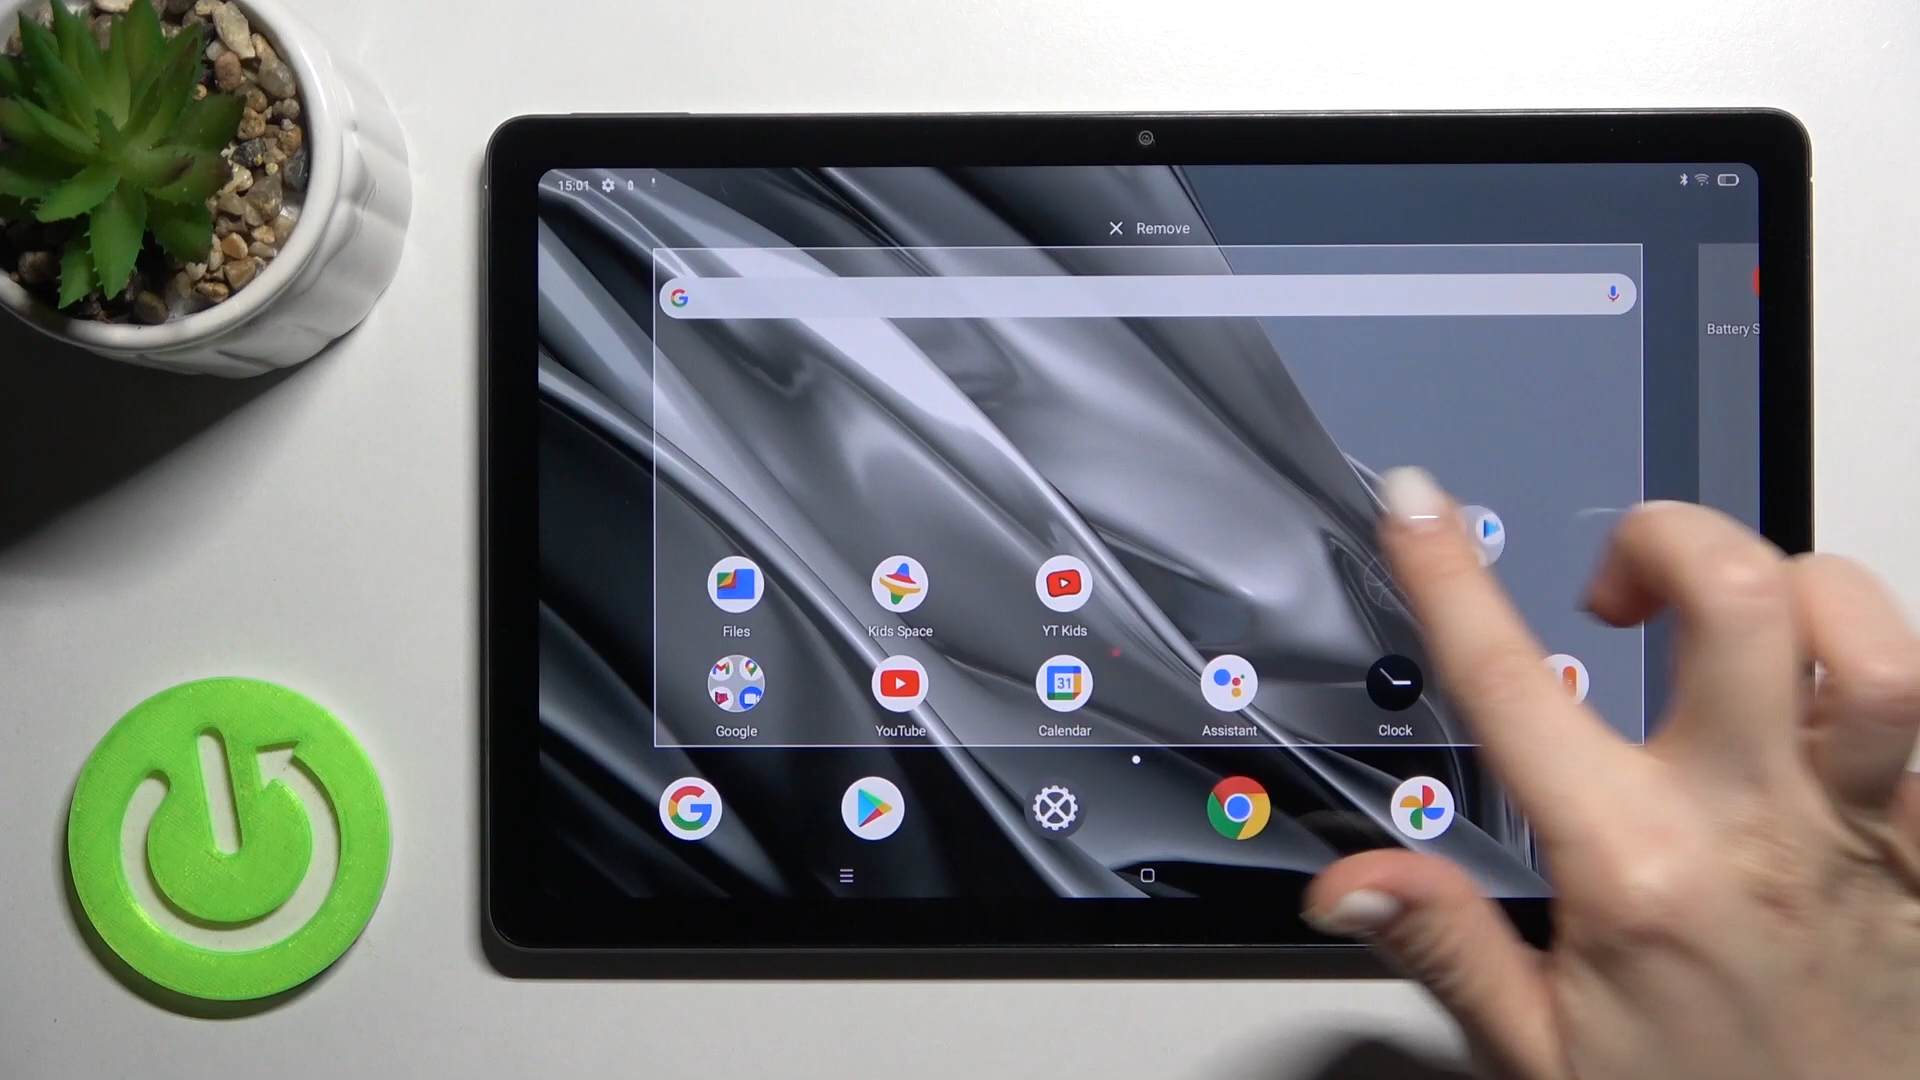 15:01
Remove
Battery S
Files
Kids Space
YT Kids
31
Google
YouTube
Calendar
Assistant
Clock